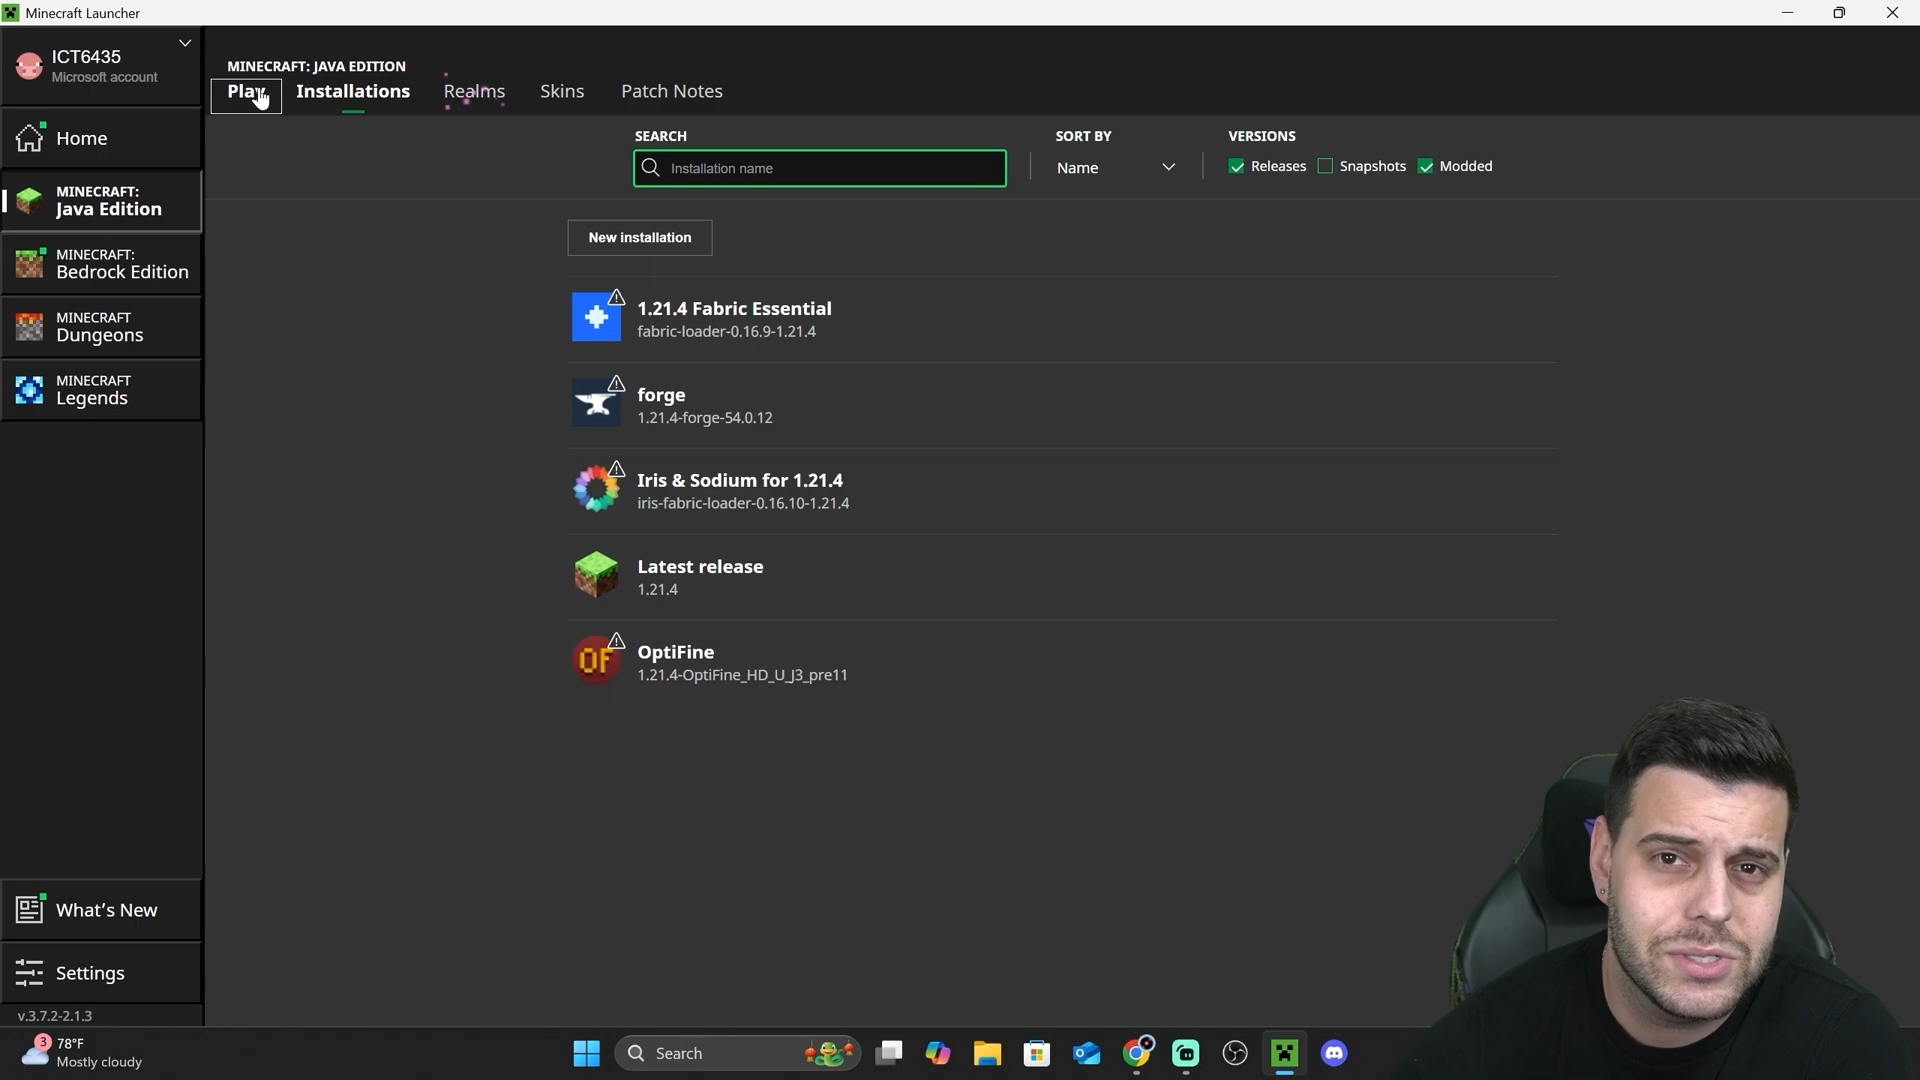 Minecraft Launcher
ICT6435
Microsoft account
Home
MINECRAFT:
Java Edition
MINECRAFT:
Bedrock Edition
MINECRAFT
Dungeons
MINECRAFT
Legends
What's New
Settings
v.3.7.2-2.1.3
MINECRAFT: JAVA EDITION
Play
Installations
Realms
Skins
Patch Notes
SEARCH
Installation name
SORT BY
Name
VERSIONS
Releases
Snapshots
Modded
New installation
1.21.4 Fabric Essential
fabric-loader-0.16.9-1.21.4
forge
1.21.4-forge-54.0.12
Iris & Sodium for 1.21.4
iris-fabric-loader-0.16.10-1.21.4
Latest release
1.21.4
OF
OptiFine
1.21.4-OptiFine_HD_U_J3_pre11
3
78°F
Mostly cloudy
Search